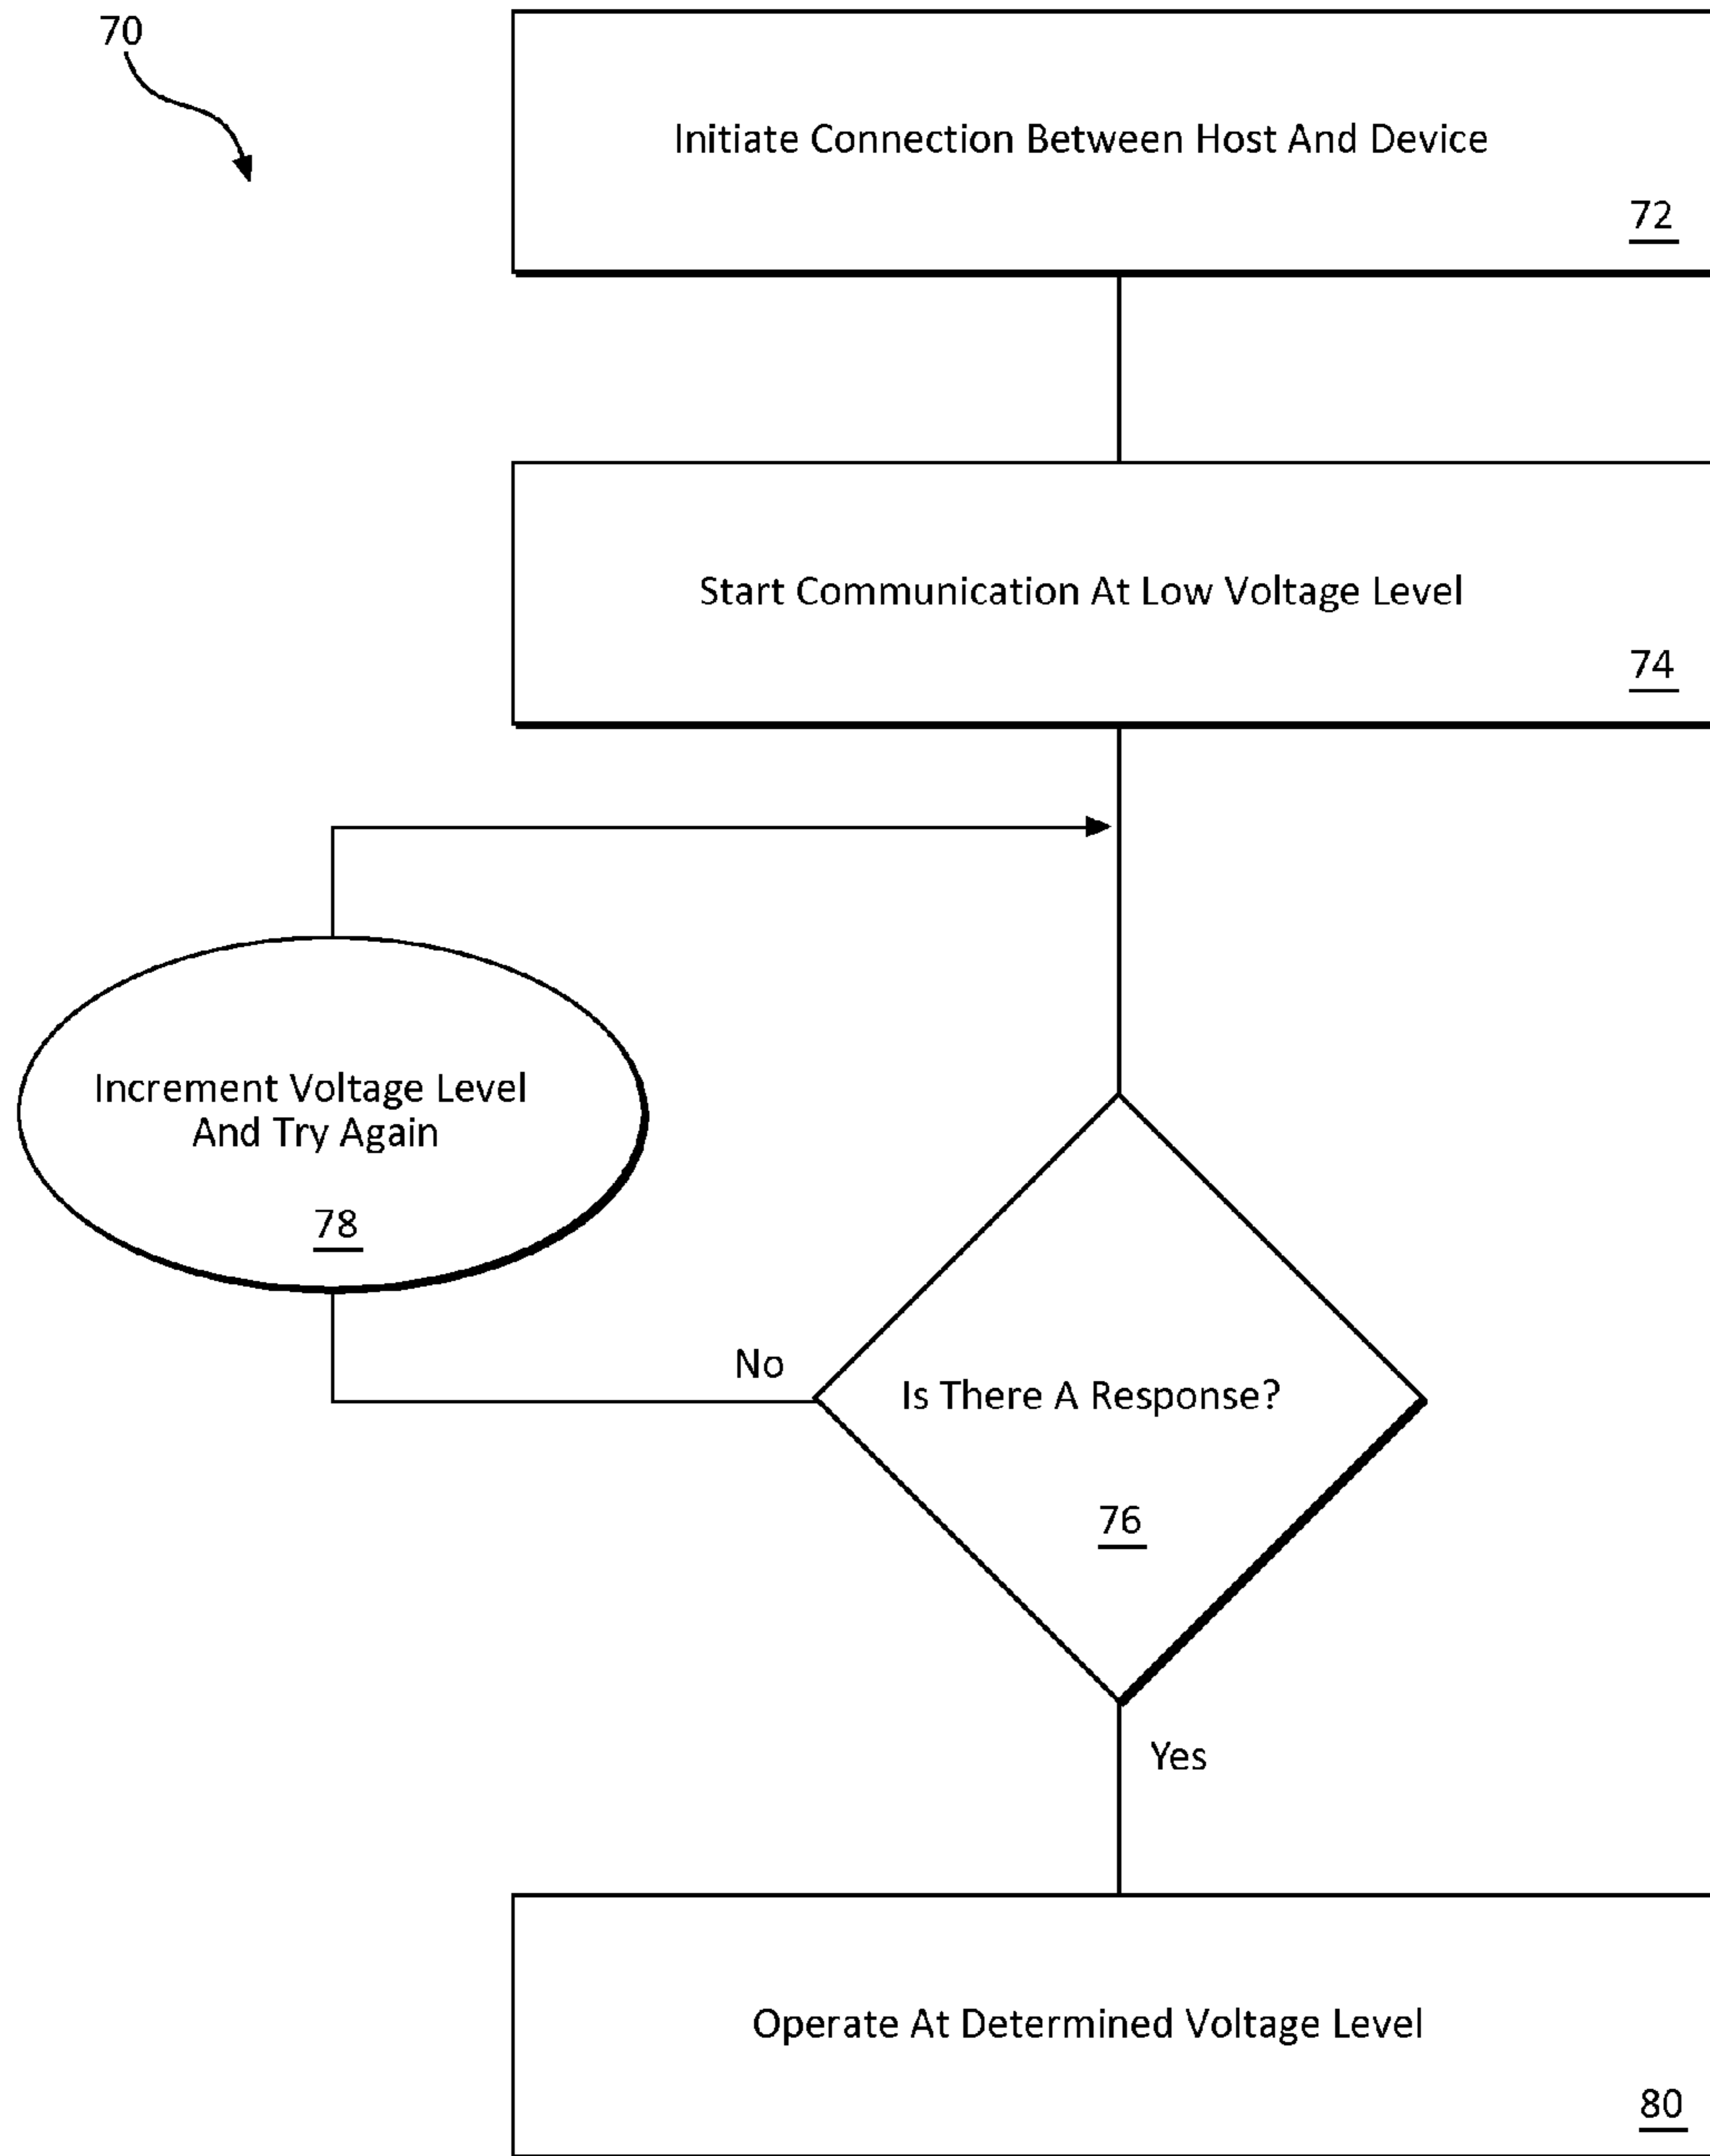 70
Initiate Connection Between Host And Device
72
Start Communication At Low Voltage Level
74
Increment Voltage Level
And Try Again
78
No
Is There A Response?
76
Yes
Operate At Determined Voltage Level
80